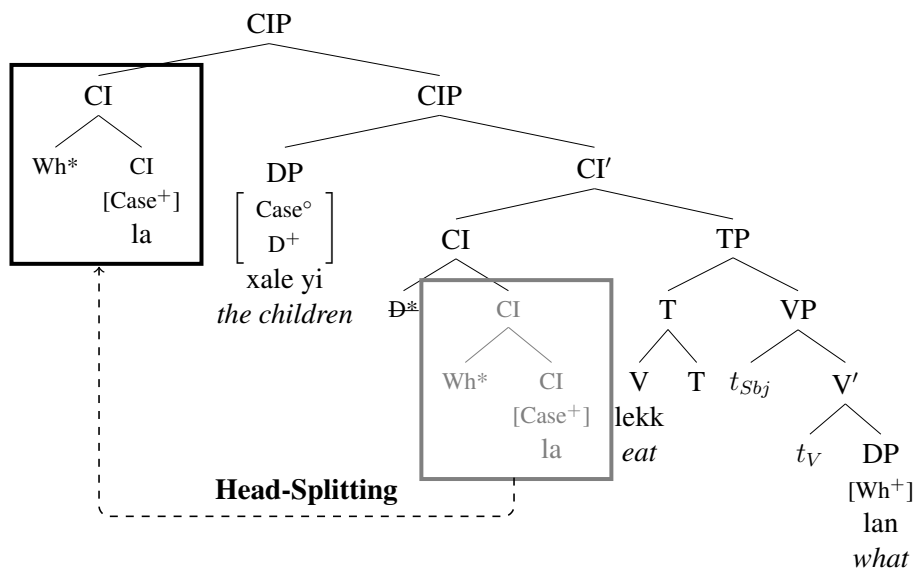 CIP
CI CIP
Wh* CI DP CI′
[Case⁺] Case°
la D⁺ CI TP
xale yi
the children D* CI T VP
Wh* CI V T t_Sbj V′
[Case⁺] lekk
la eat t_V DP
Head-Splitting [Wh⁺]
lan
what